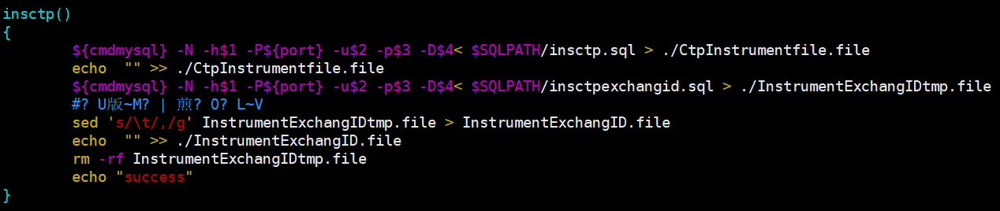 insctp()
{
${cmdmysql} -N -h$1 -P${port} -u$2 -p$3 -D$4< $SQLPATH/insctp.sql > ./CtpInstrumentfile.file
echo  "" >> ./CtpInstrumentfile.file
${cmdmysql} -N -h$1 -P${port} -u$2 -p$3 -D$4< $SQLPATH/insctpexchangid.sql > ./InstrumentExchangIDtmp.file
#? U版~M? | 煎? O? L~V
sed 's/\t/,/g' InstrumentExchangIDtmp.file > InstrumentExchangID.file
echo  "" >> ./InstrumentExchangID.file
rm -rf InstrumentExchangIDtmp.file
echo "success"
}